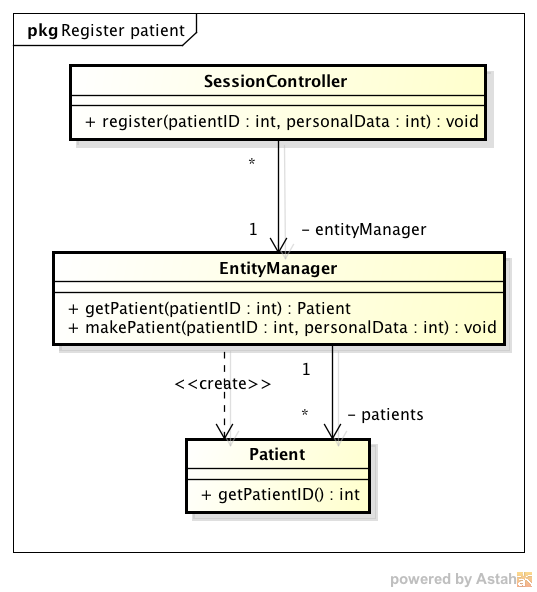 pkg Register patient
SessionController
+ register(patientID : int, personalData : int) : void
*
1
- entityManager
EntityManager
+ getPatient(patientID : int) : Patient
+ makePatient(patientID : int, personalData : int) : void
<<create>>
1
*
- patients
Patient
+ getPatientID() : int
powered by Astah